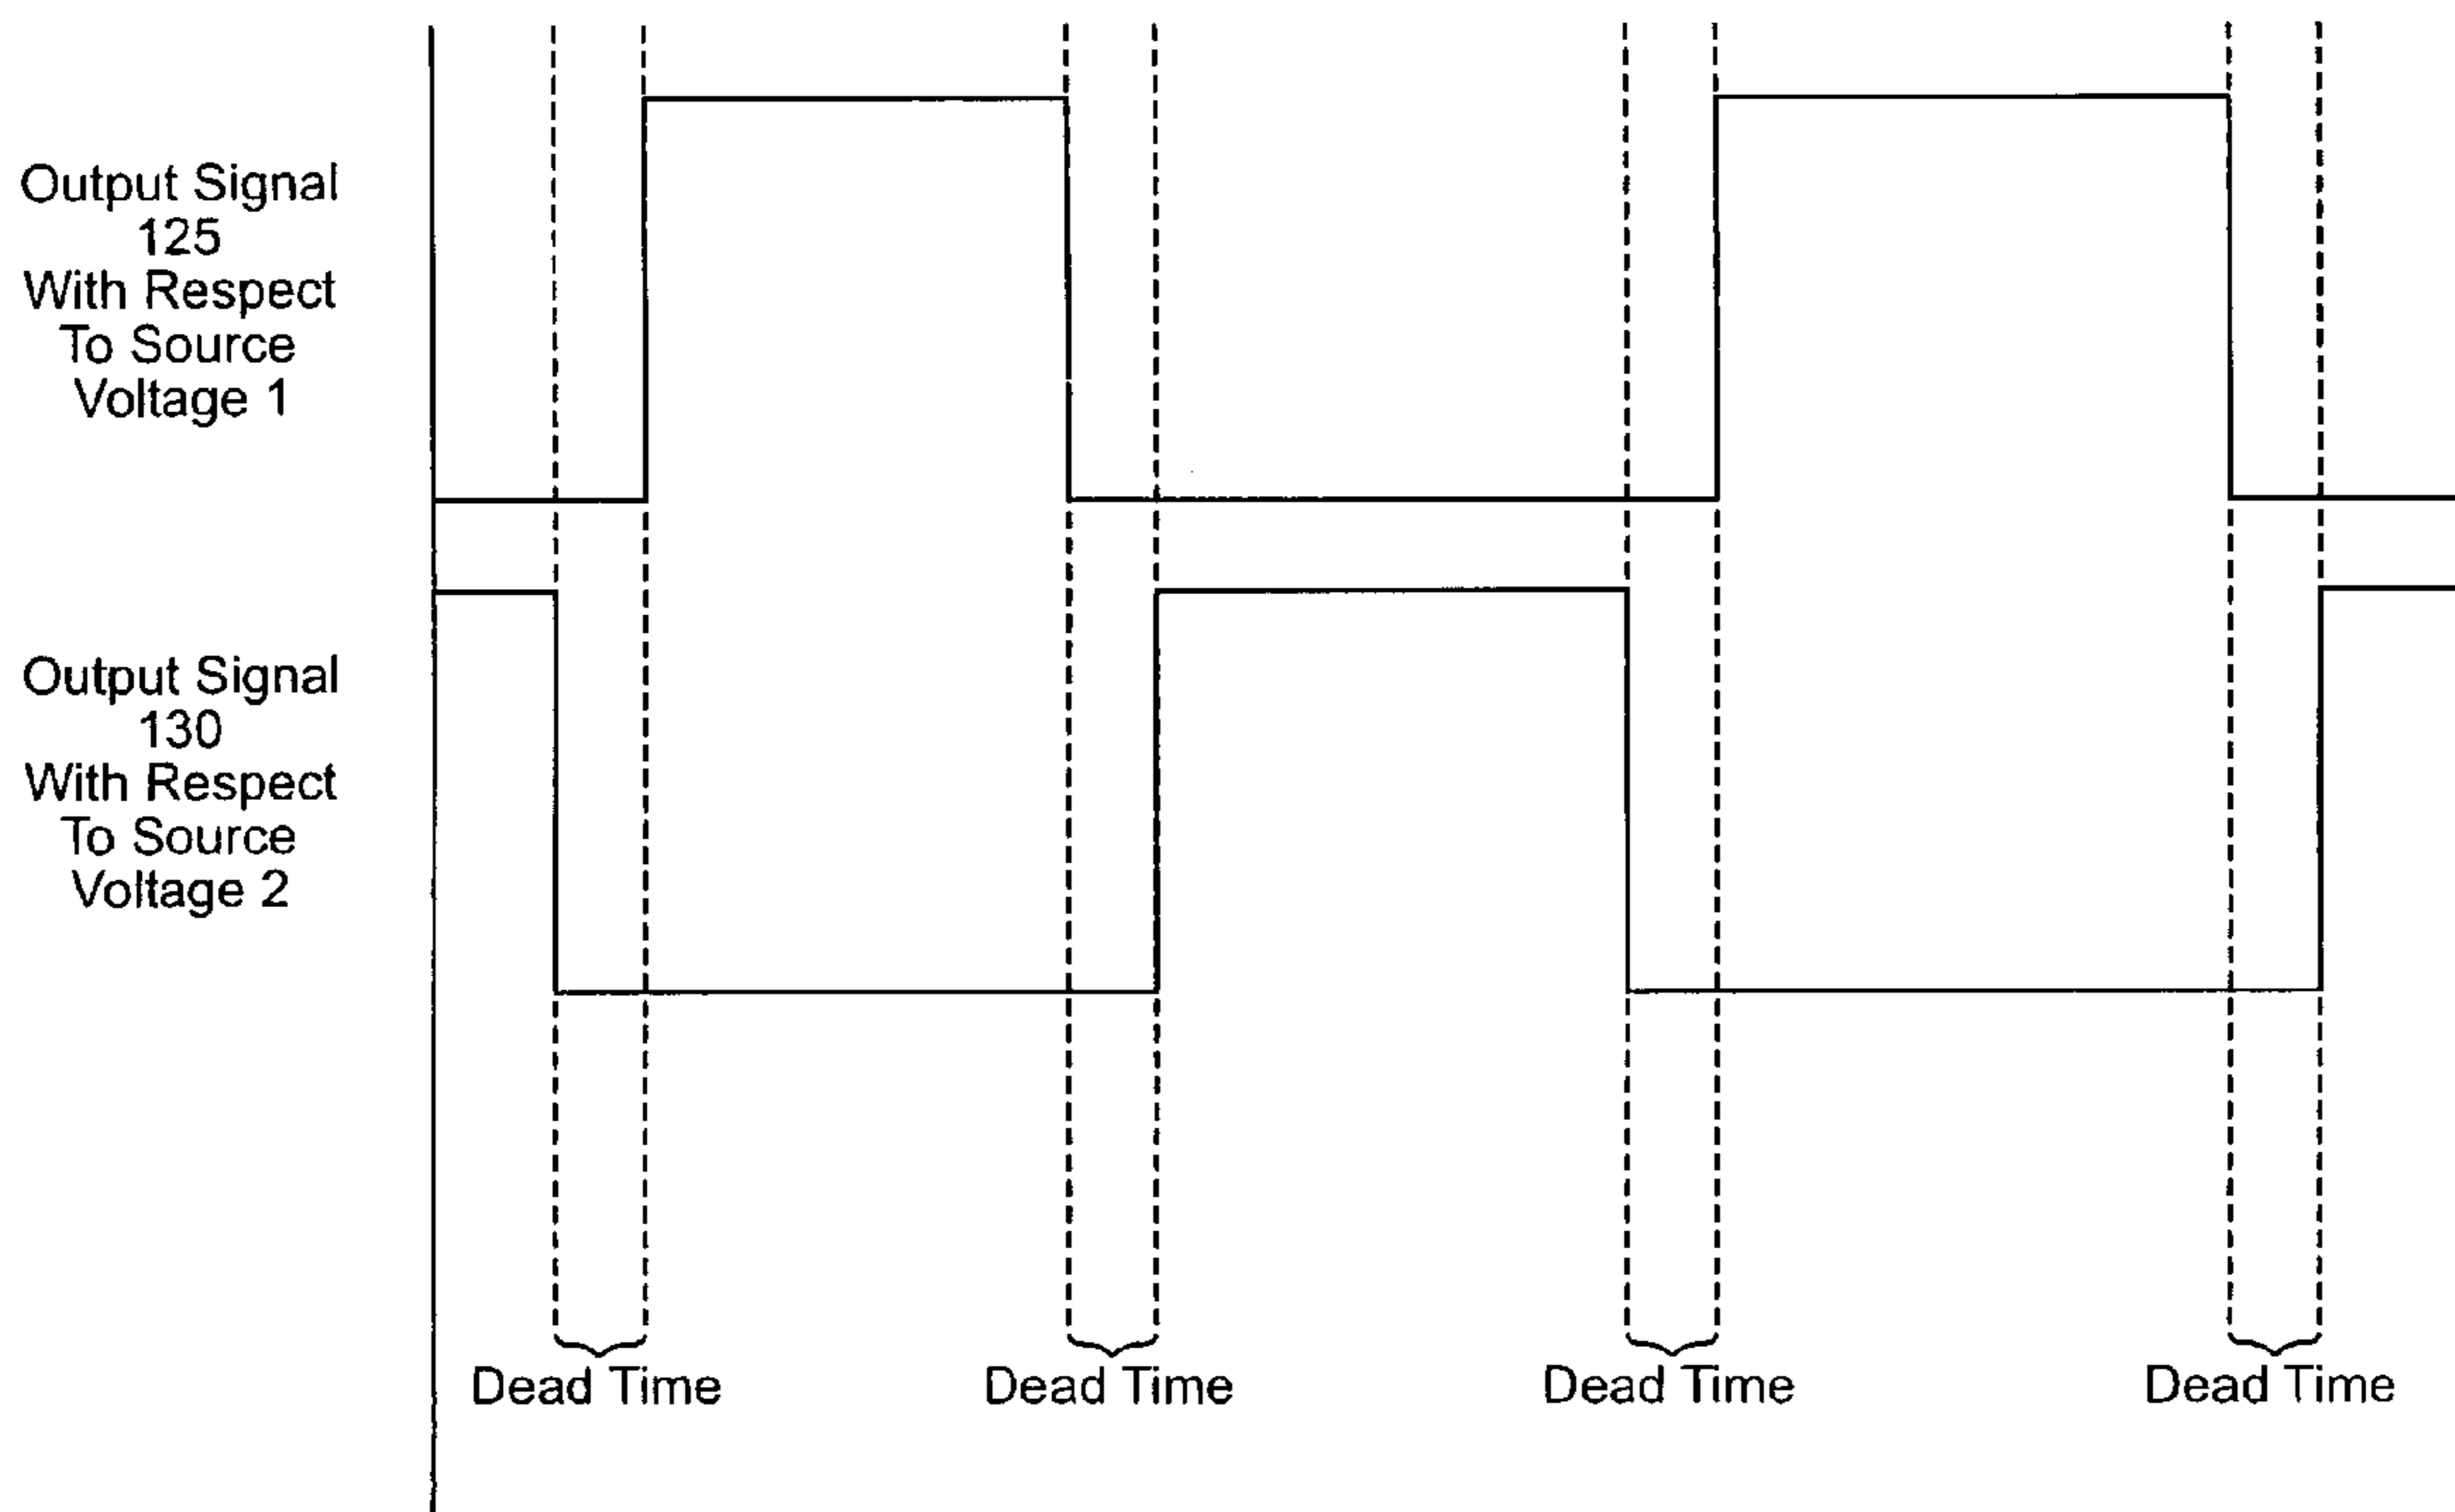 Output Signal
125
With Respect
To Source
Voltage 1
Output Signal
130
With Respect
To Source
Voltage 2
Dead Time
Dead Time
Dead Time
Dead Time